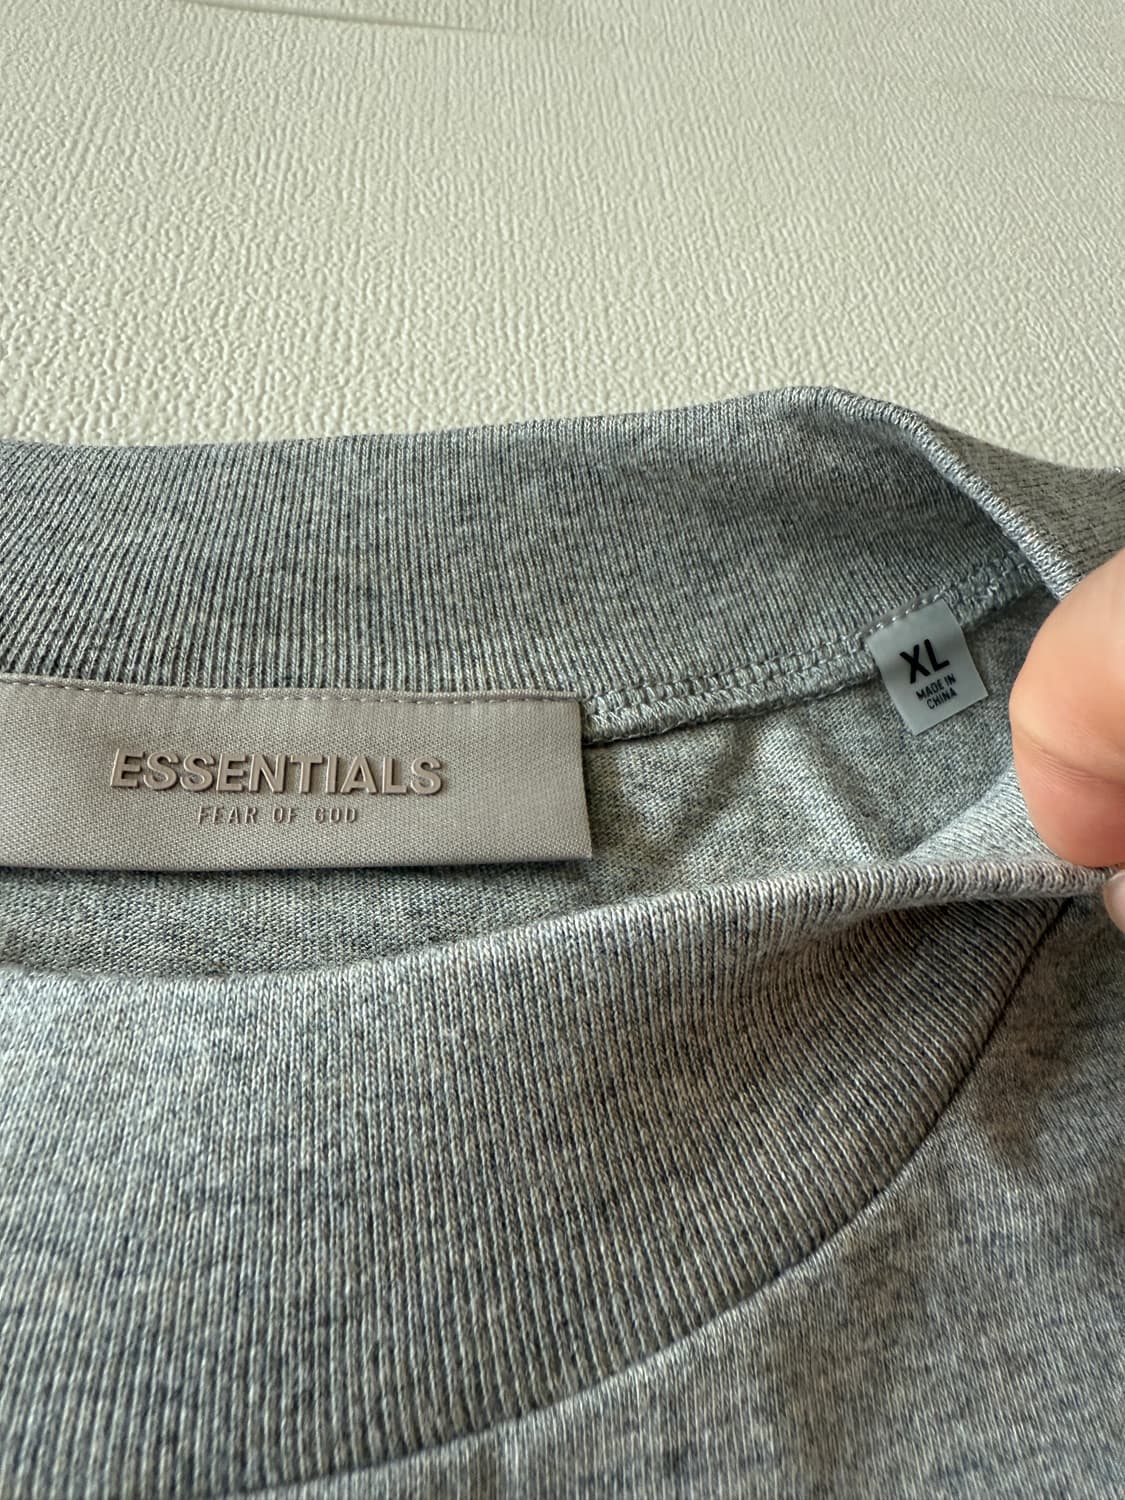 ESSENTIALS
FEAR OF GOD
XL
MADE IN
CHINA